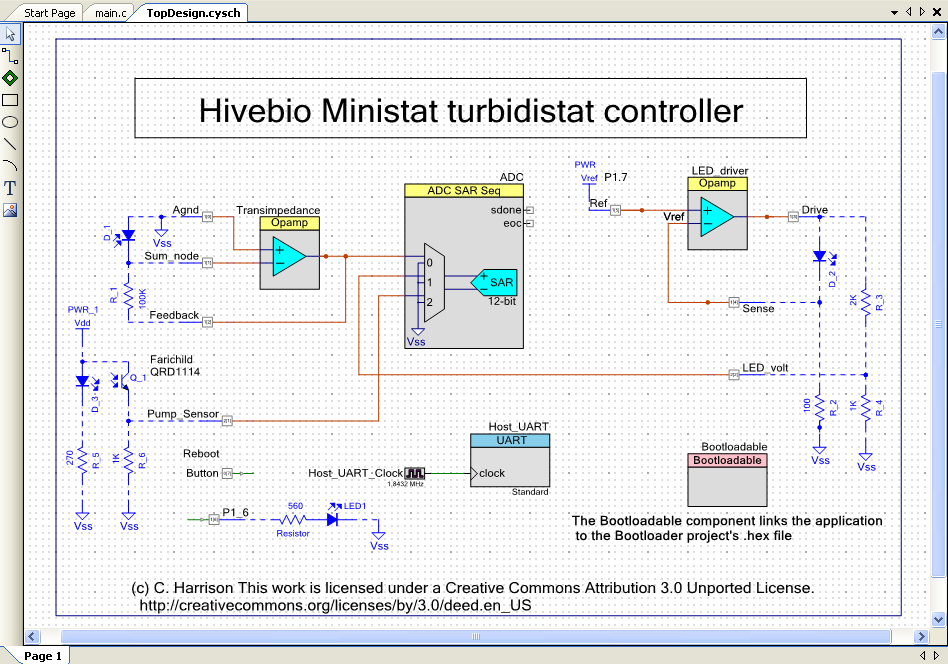 Start Page
main.c
TopDesign.cysch
Hivebio Ministat turbidistat controller
ADC
ADC SAR Seq
sdone
eoc
0
1
2
SAR
12-bit
Vss
PWR
Vref
P1.7
Ref
LED_driver
Opamp
Vref
Drive
Agnd
Transimpedance
Opamp
D_1
Vss
Sum_node
R_1
100K
Feedback
D_2
2K
R_3
Sense
LED_volt
100
R_2
1K
R_4
Vss
Vss
PWR_1
Vdd
Farichild
QRD1114
D_3
Q_1
Pump_Sensor
270
R_5
1K
R_6
Vss
Vss
Reboot
Button
Host_UART
UART
Host_UART_Clock
1.8432 MHz
clock
Standard
Bootloadable
Bootloadable
P1_6
560
Resistor
LED1
Vss
The Bootloadable component links the application
to the Bootloader project's .hex file
(c) C. Harrison This work is licensed under a Creative Commons Attribution 3.0 Unported License.
http://creativecommons.org/licenses/by/3.0/deed.en_US
Page 1